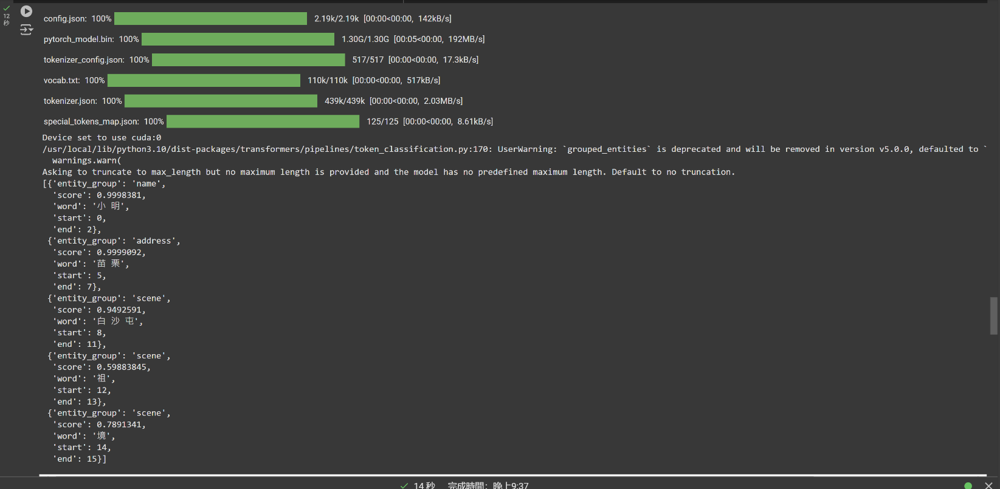 12
秒
config.json: 100% 2.19k/2.19k [00:00<00:00, 142kB/s]
pytorch_model.bin: 100% 1.30G/1.30G [00:05<00:00, 192MB/s]
tokenizer_config.json: 100% 517/517 [00:00<00:00, 17.3kB/s]
vocab.txt: 100% 110k/110k [00:00<00:00, 517kB/s]
tokenizer.json: 100% 439k/439k [00:00<00:00, 2.03MB/s]
special_tokens_map.json: 100% 125/125 [00:00<00:00, 8.61kB/s]
Device set to use cuda:0
/usr/local/lib/python3.10/dist-packages/transformers/pipelines/token_classification.py:170: UserWarning: `grouped_entities` is deprecated and will be removed in version v5.0.0, defaulted to `
  warnings.warn(
Asking to truncate to max_length but no maximum length is provided and the model has no predefined maximum length. Default to no truncation.
[{'entity_group': 'name',
  'score': 0.9998381,
  'word': '小 明',
  'start': 0,
  'end': 2},
 {'entity_group': 'address',
  'score': 0.9999092,
  'word': '苗 栗',
  'start': 5,
  'end': 7},
 {'entity_group': 'scene',
  'score': 0.9492591,
  'word': '白 沙 屯',
  'start': 8,
  'end': 11},
 {'entity_group': 'scene',
  'score': 0.59883845,
  'word': '祖',
  'start': 12,
  'end': 13},
 {'entity_group': 'scene',
  'score': 0.7891341,
  'word': '境',
  'start': 14,
  'end': 15}]
14 秒 完成時間: 晚上9:37